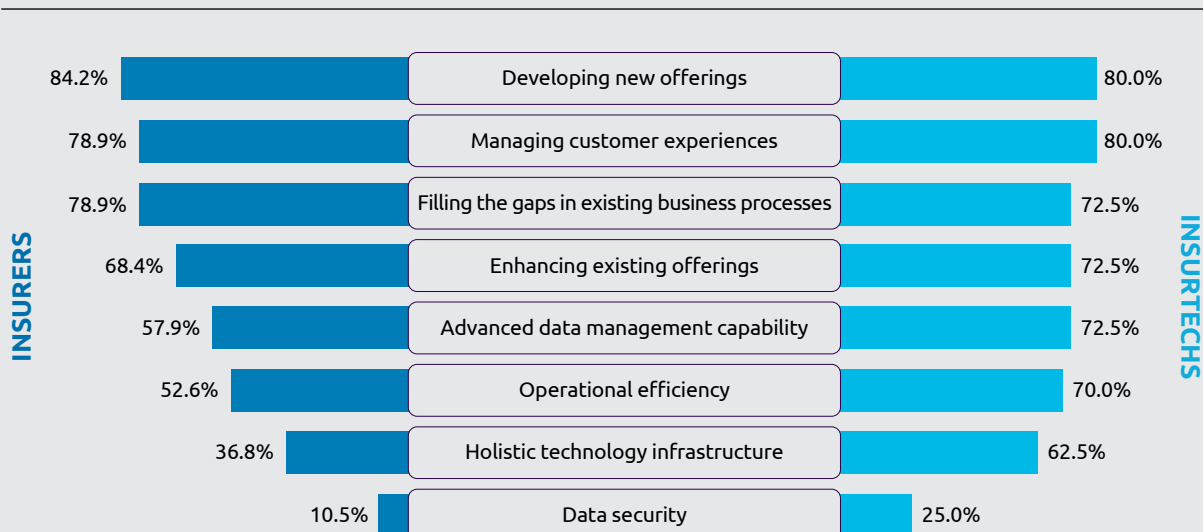 84.2% Developing new offerings 80.0%
78.9% Managing customer experiences 80.0%
78.9% Filling the gaps in existing business processes 72.5%
68.4% Enhancing existing offerings 72.5%
57.9% Advanced data management capability 72.5%
52.6% Operational efficiency 70.0%
36.8% Holistic technology infrastructure 62.5%
10.5% Data security 25.0%
INSURERS
INSURTECHS